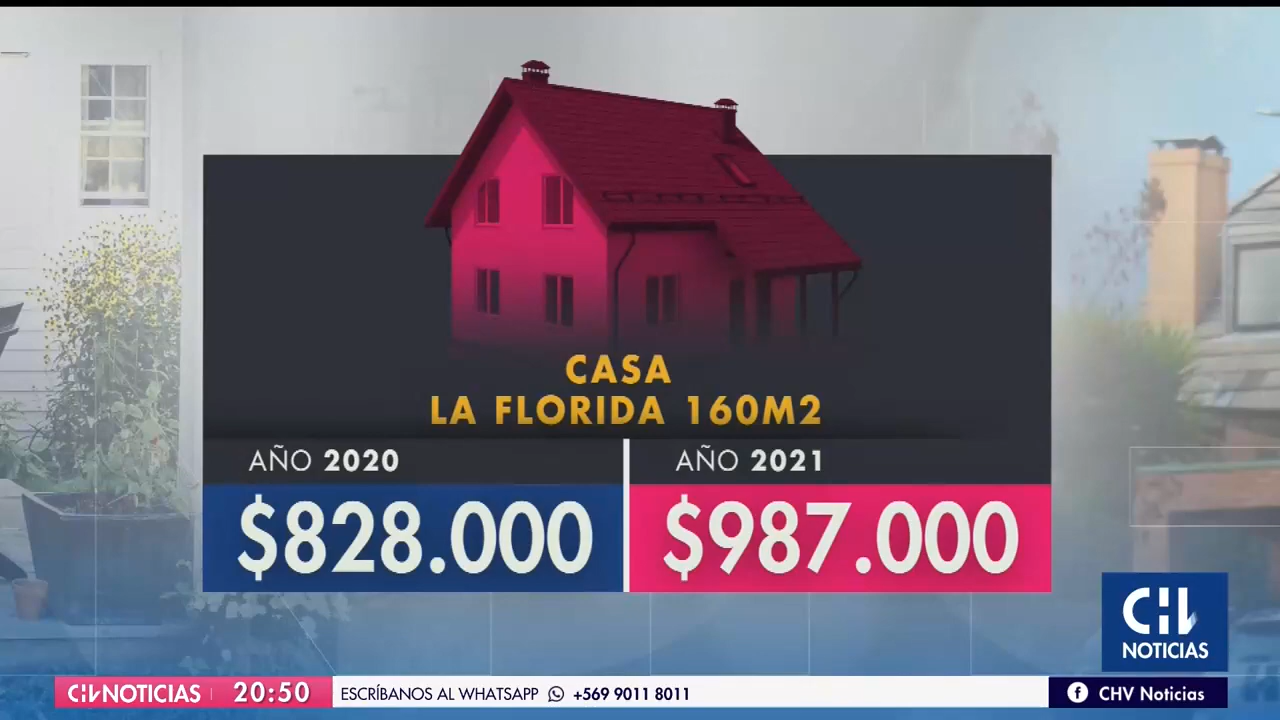 CASA
LA FLORIDA 160M2
AÑO 2020
AÑO 2021
$828.000
$987.000
CHV
NOTICIAS
CHV NOTICIAS 20:50 ESCRÍBANOS AL WHATSAPP +569 9011 8011 CHV Noticias